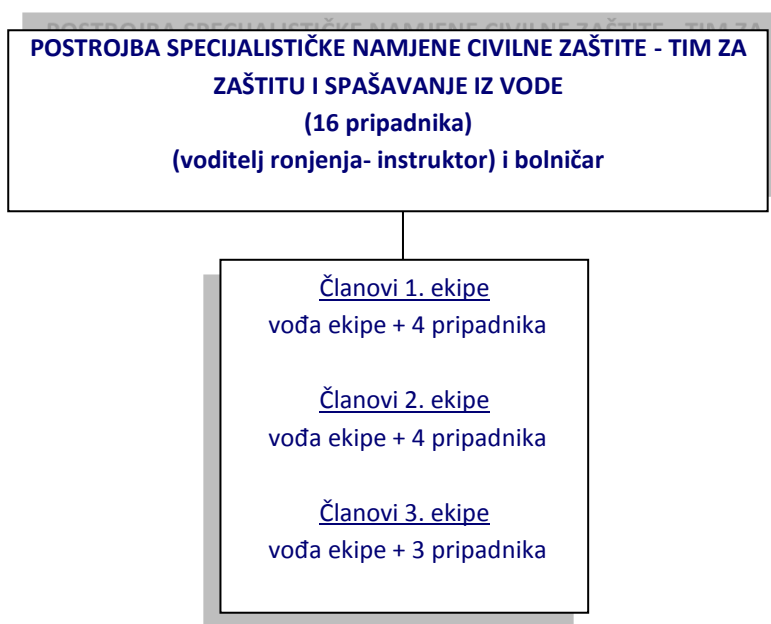 POSTROJBA SPECIJALISTIČKE NAMJENE CIVILNE ZAŠTITE - TIM ZA
ZAŠTITU I SPAŠAVANJE IZ VODE
(16 pripadnika)
(voditelj ronjenja- instruktor) i bolničar
Članovi 1. ekipe
vođa ekipe + 4 pripadnika
Članovi 2. ekipe
vođa ekipe + 4 pripadnika
Članovi 3. ekipe
vođa ekipe + 3 pripadnika